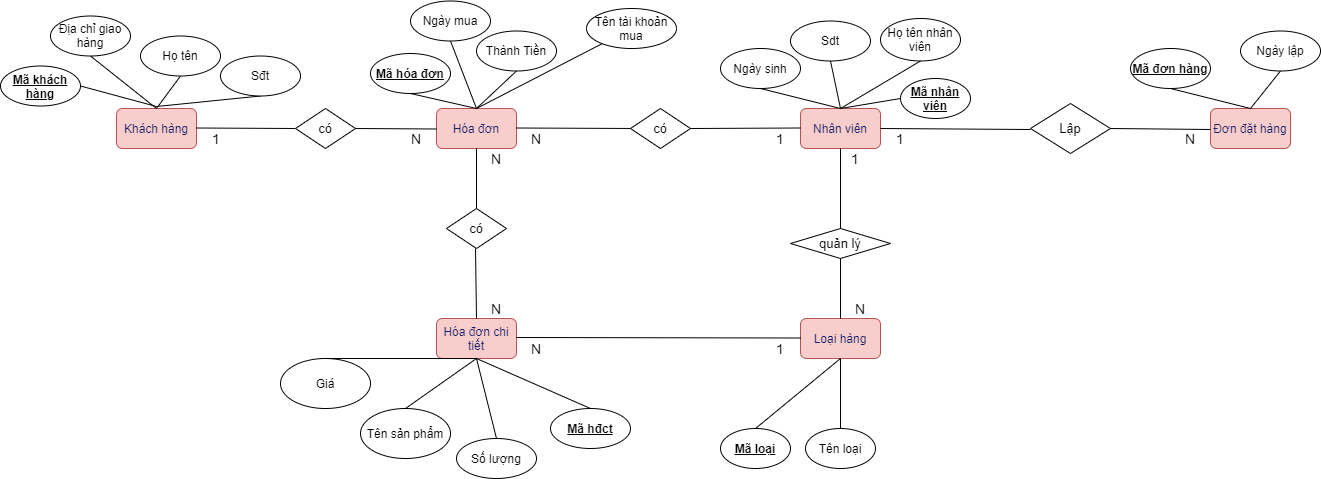 Địa chỉ giao
hàng
Họ tên
Sđt
Mã khách
hàng
Ngày mua
Thành Tiền
Tên tài khoản
mua
Mã hóa đơn
Ngày sinh
Sdt
Họ tên nhân
viên
Mã nhân
viên
Mã đơn hàng
Ngày lập
Khách hàng
1
có
N
Hóa đơn
N
có
1
Nhân viên
1
Lập
N
Đơn đặt hàng
N
1
có
quản lý
N
N
Hóa đơn chi
tiết
N
1
Loại hàng
Giá
Tên sản phẩm
Số lượng
Mã hđct
Mã loại
Tên loại